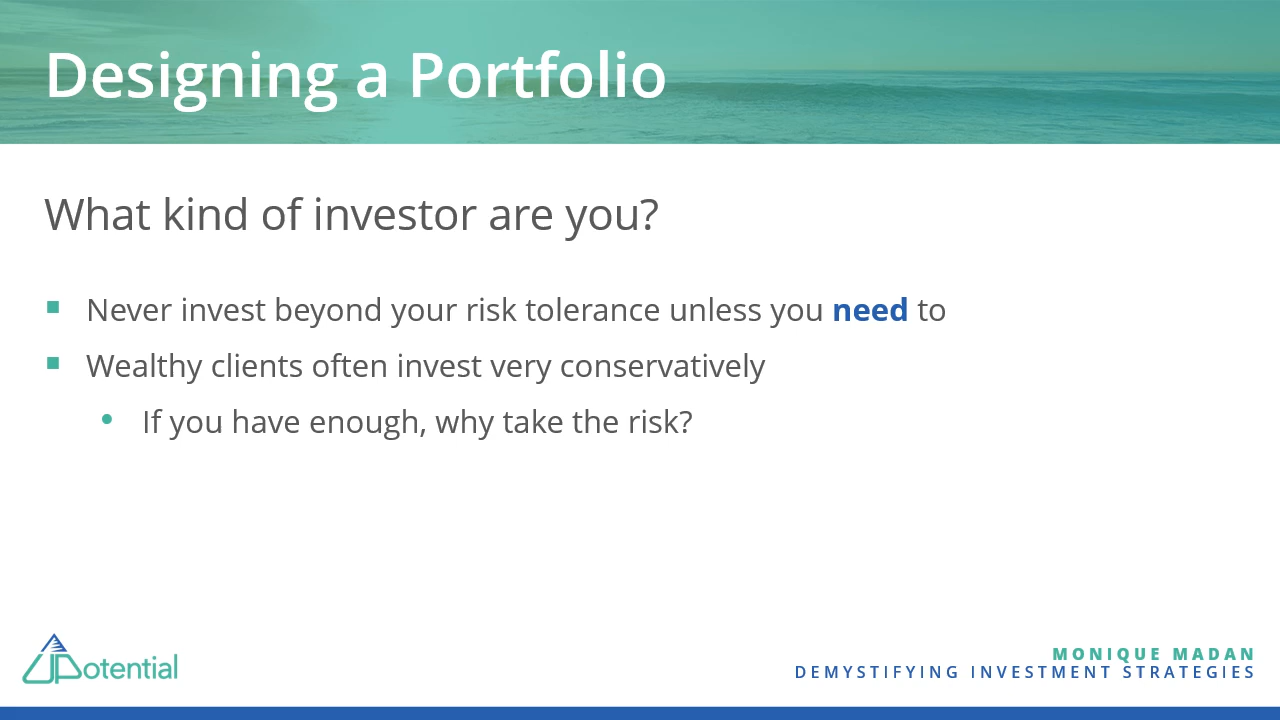 Designing a Portfolio
What kind of investor are you?
Never invest beyond your risk tolerance unless you need to
Wealthy clients often invest very conservatively
If you have enough, why take the risk?
UPotential
MONIQUE MADAN
DEMYSTIFYING INVESTMENT STRATEGIES